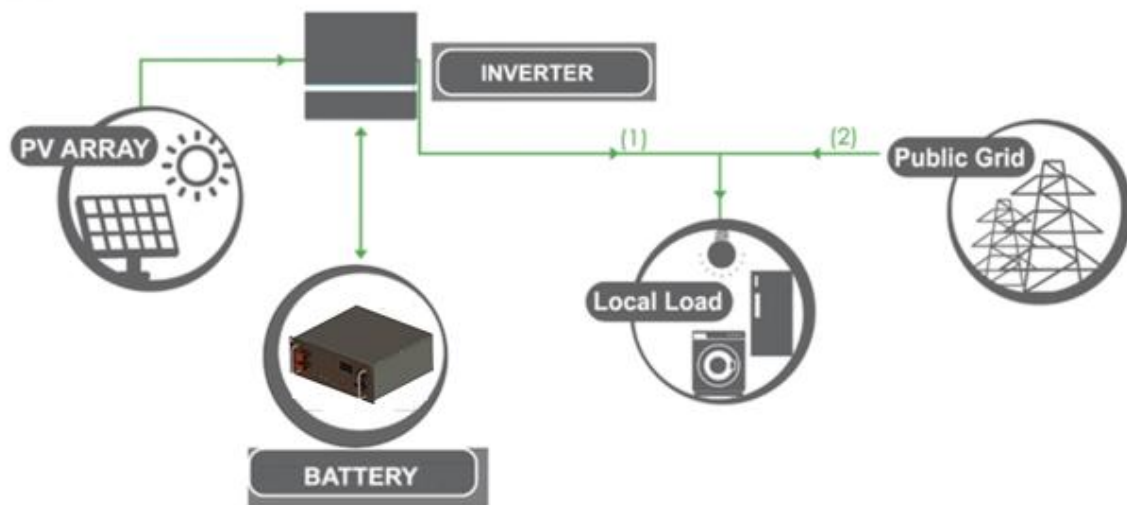 INVERTER
PV ARRAY
(1)
(2)
Public Grid
Local Load
BATTERY